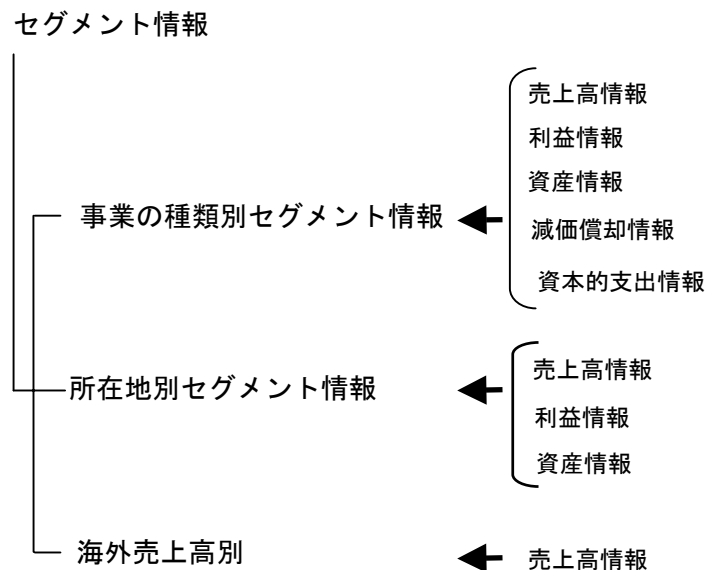 セグメント情報
事業の種類別セグメント情報
売上高情報
利益情報
資産情報
減価償却情報
資本的支出情報
所在地別セグメント情報
売上高情報
利益情報
資産情報
海外売上高別
売上高情報